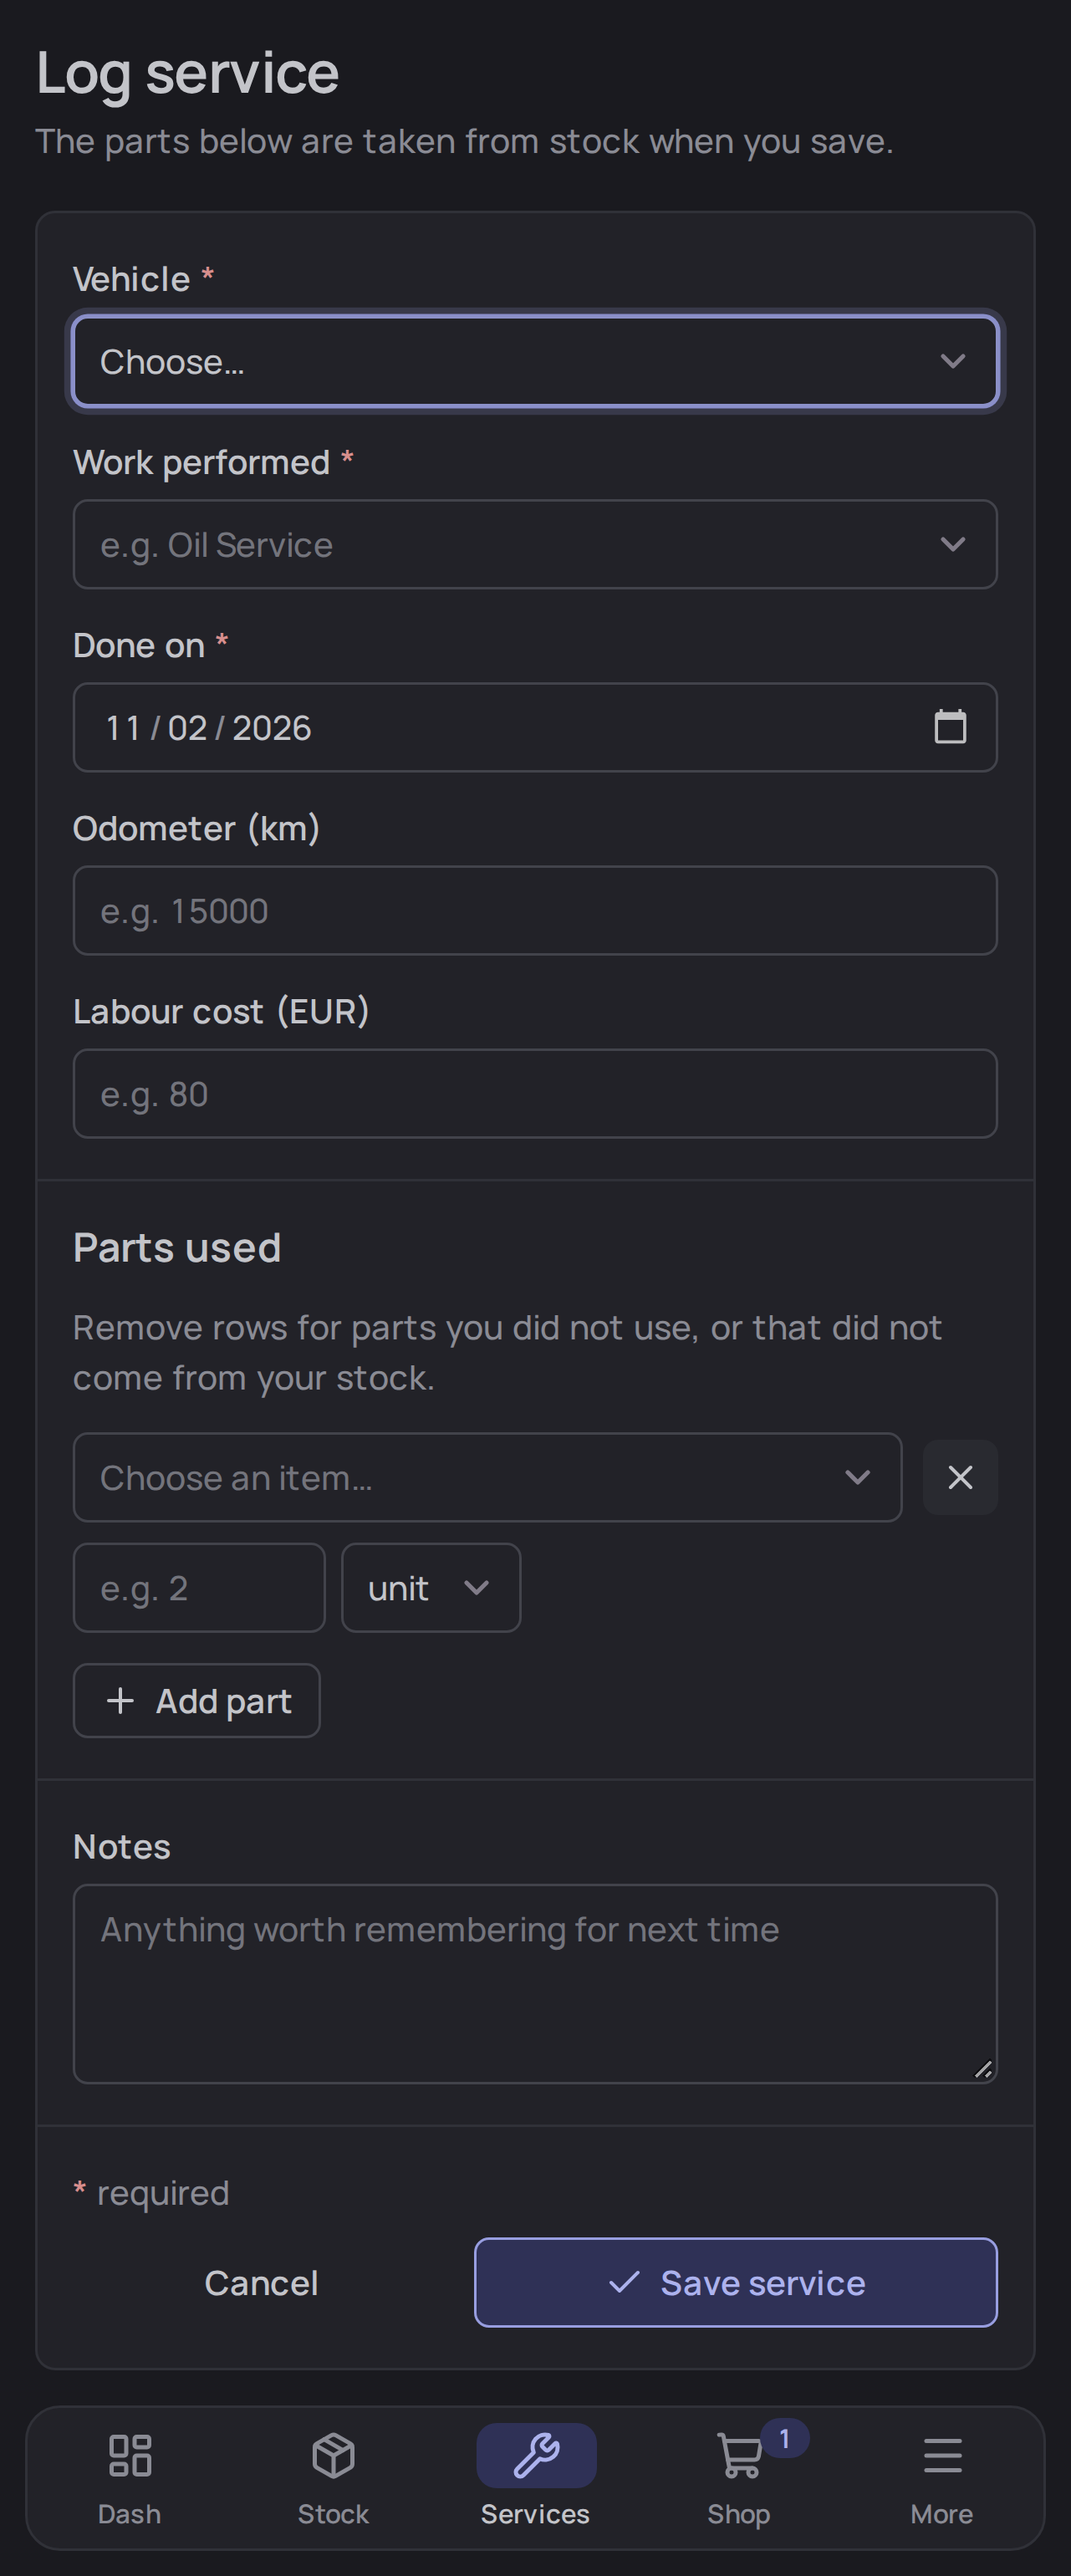 Log service
The parts below are taken from stock when you save.
Vehicle *
Choose...
Work performed *
e.g. Oil Service
Done on *
11/02/2026
Odometer (km)
e.g. 15000
Labour cost (EUR)
e.g. 80
Parts used
Remove rows for parts you did not use, or that did not
come from your stock.
Choose an item...
e.g. 2
unit
Add part
Notes
Anything worth remembering for next time
* required
Cancel
Save service
1
Dash
Stock
Services
Shop
More